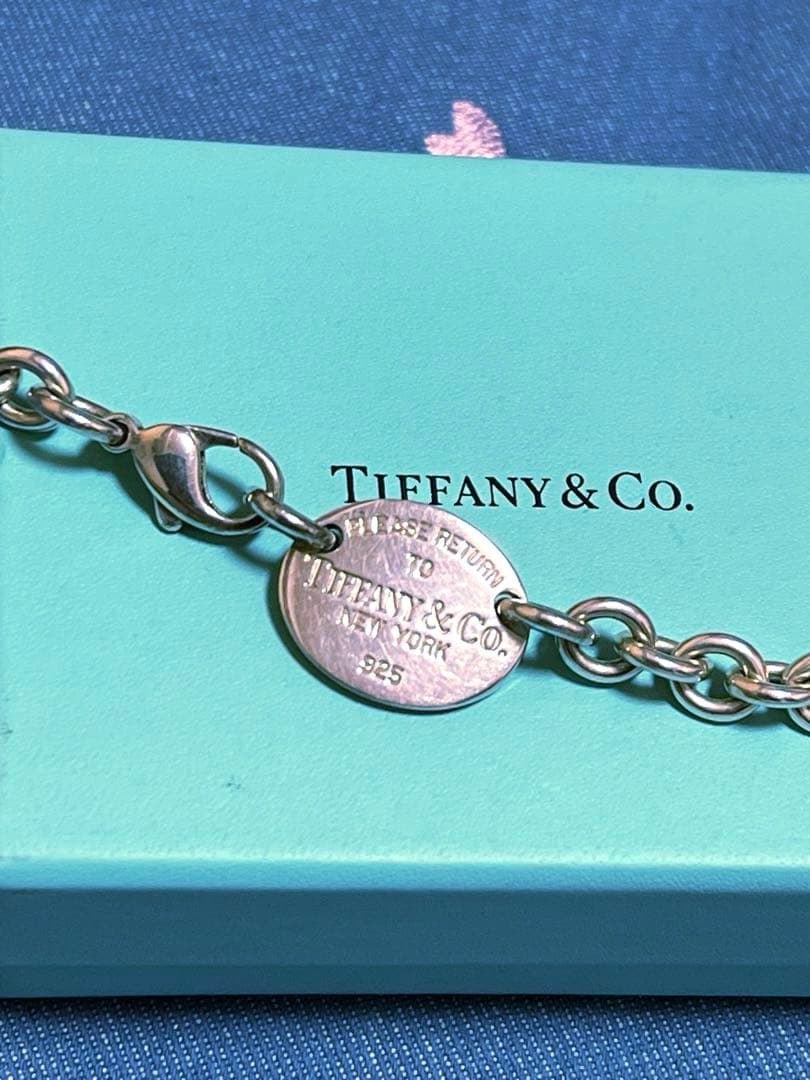 TIFFANY & CO.
PLEASE RETURN
TO
TIFFANY & CO.
NEW YORK
925